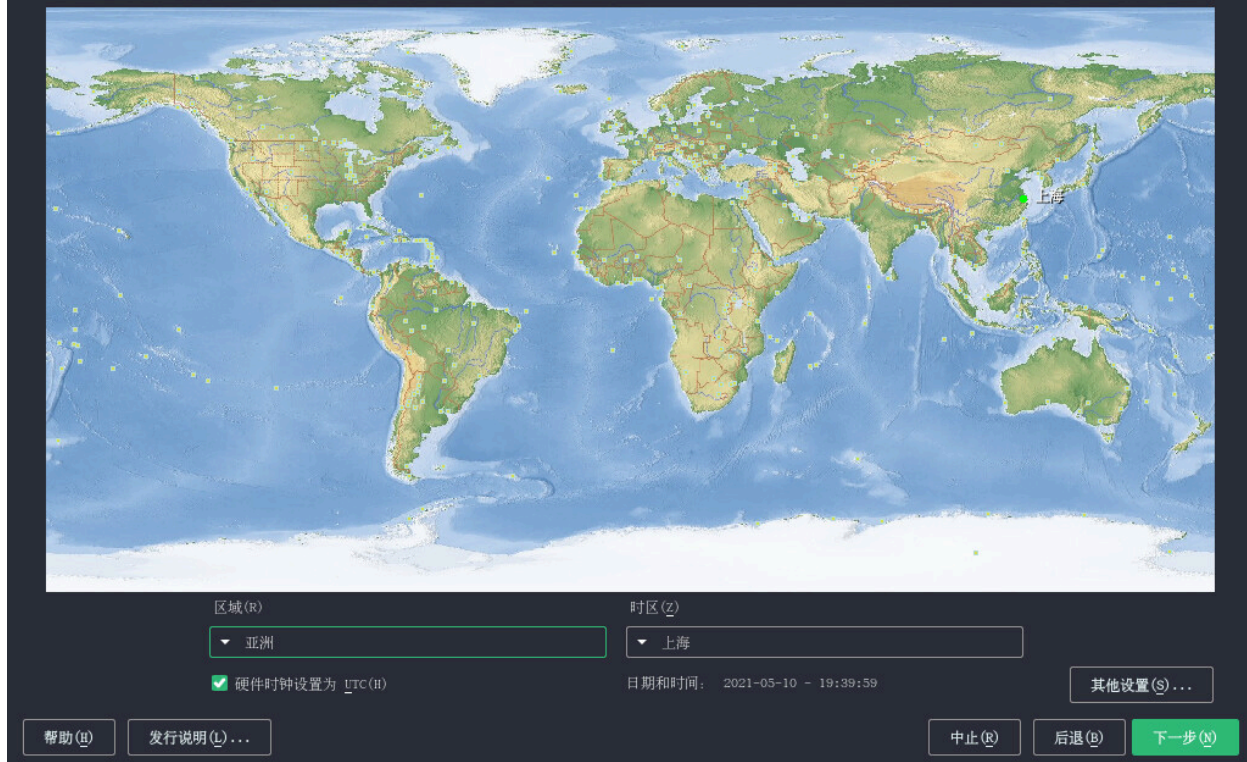 上海
区域(R) 时区(Z)
亚洲 上海
硬件时钟设置为 UTC(H) 日期和时间: 2021-05-10 - 19:39:59 其他设置(S)...
帮助(H) 发行说明(L)... 中止(R) 后退(B) 下一步(N)